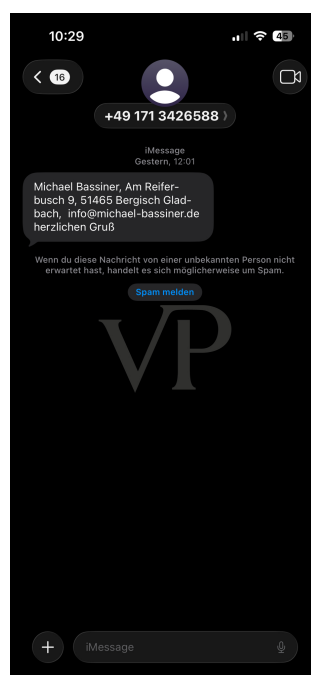 10:29
45
16
+49 171 3426588
iMessage
Gestern, 12:01
Michael Bassiner, Am Reifer-
busch 9, 51465 Bergisch Glad-
bach,  info@michael-bassiner.de
herzlichen Gruß
Wenn du diese Nachricht von einer unbekannten Person nicht
erwartet hast, handelt es sich möglicherweise um Spam.
Spam melden
VP
iMessage